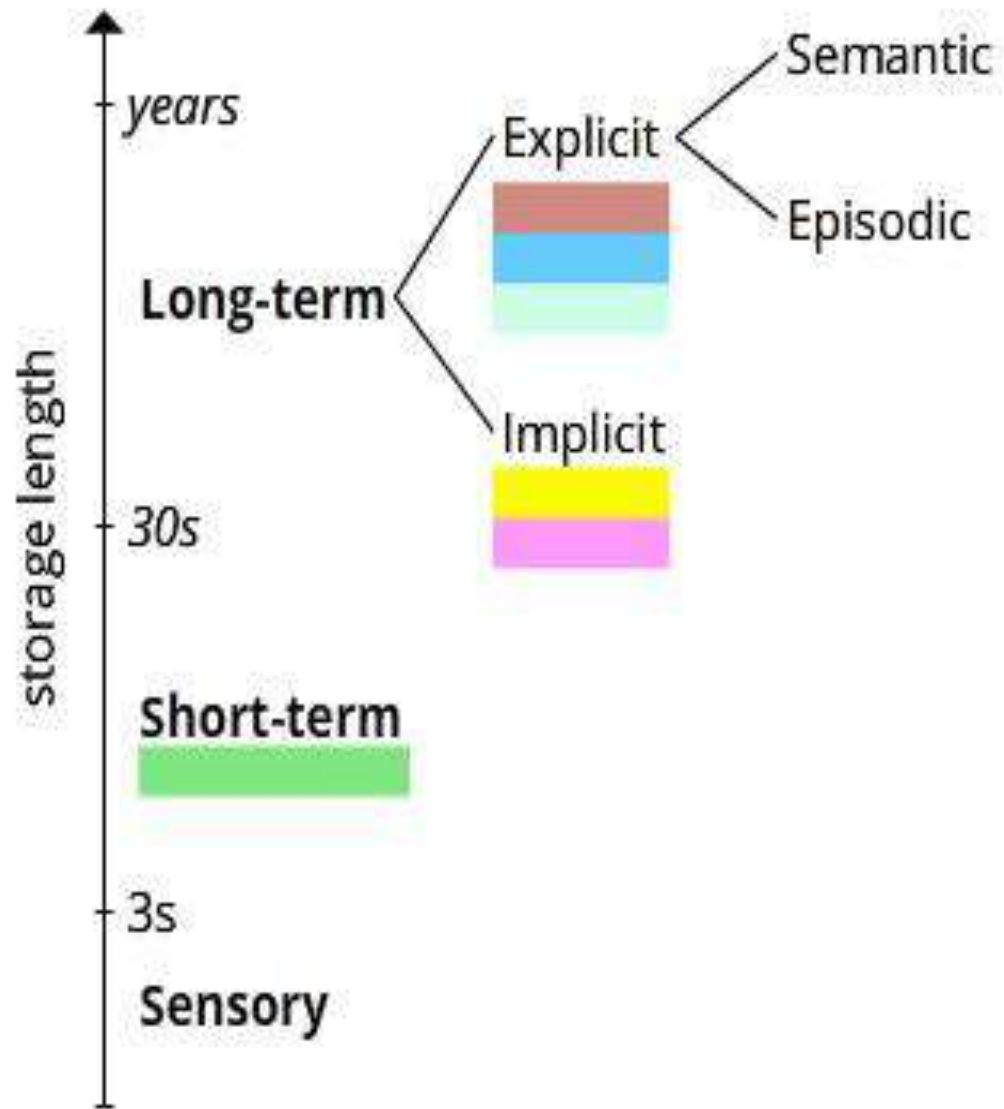 Semantic
years
Explicit
Episodic
Long-term
storage length
Implicit
30s
Short-term
3s
Sensory